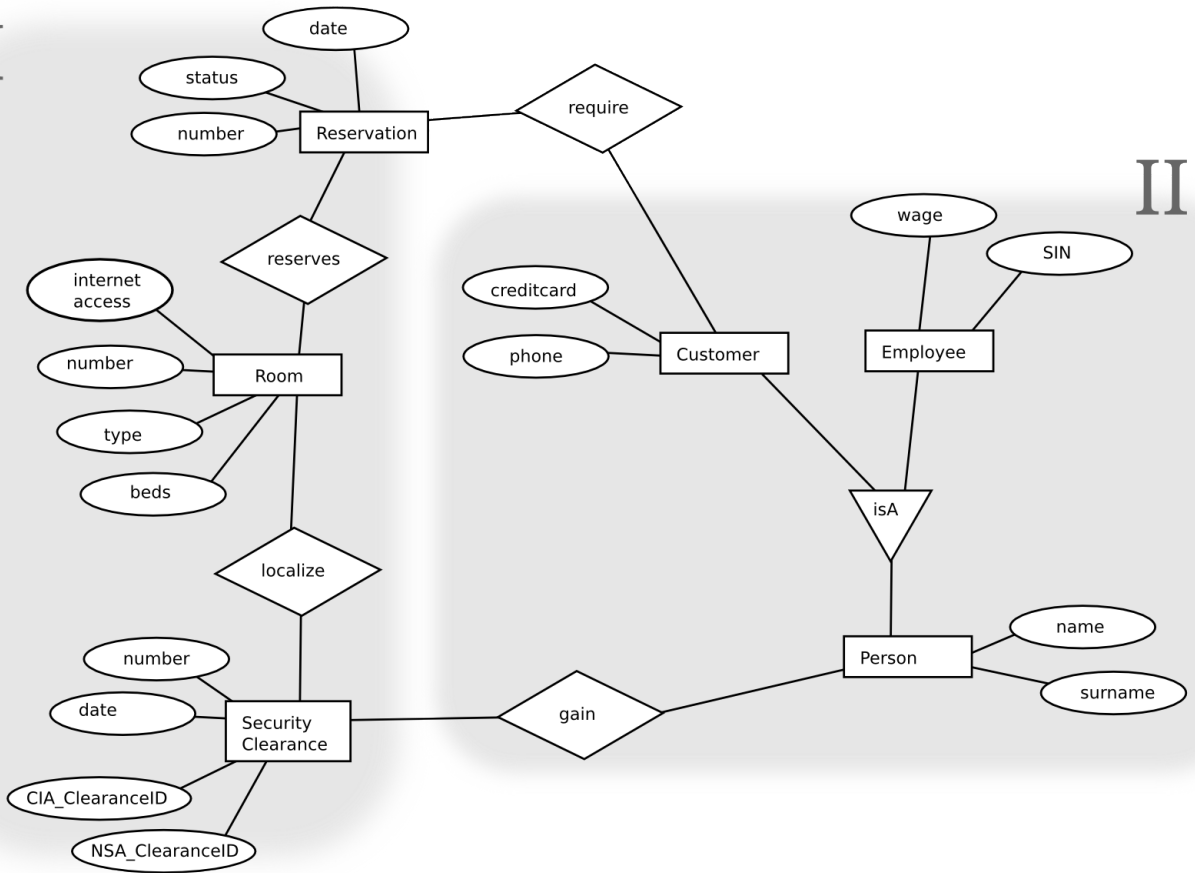 date
status
number
Reservation
require
II
wage
SIN
reserves
internet
access
creditcard
number
phone
Customer
Employee
Room
type
beds
isA
localize
name
number
Person
surname
date
Security
Clearance
gain
CIA_ClearanceID
NSA_ClearanceID